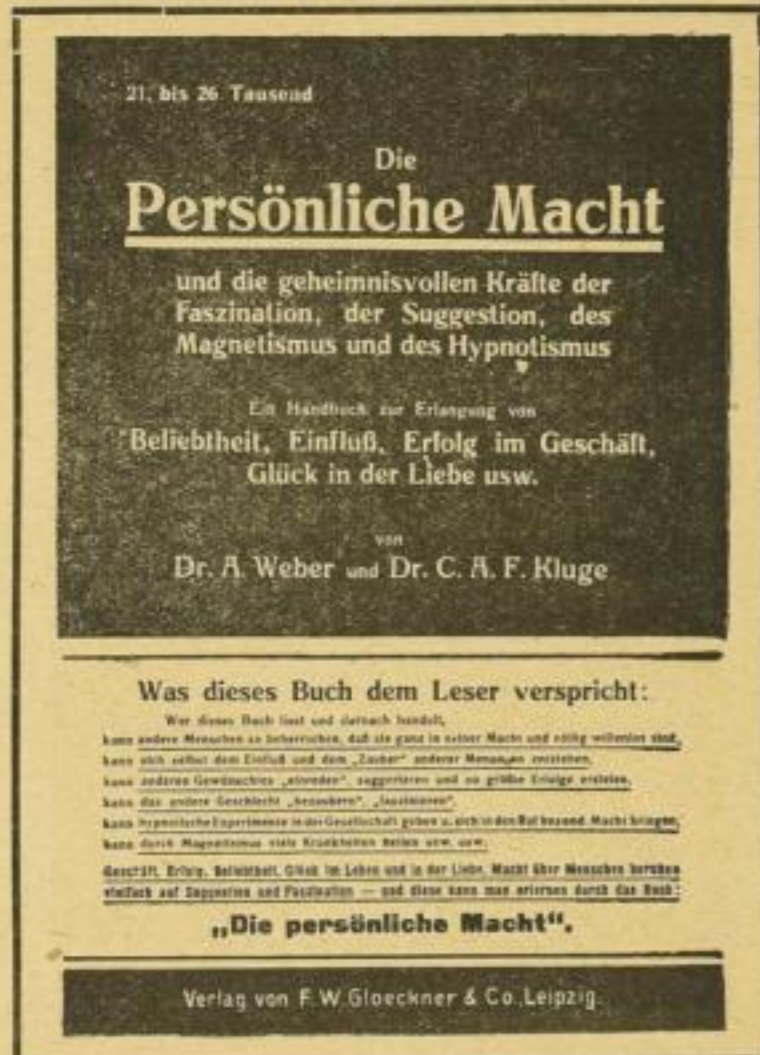 21. bis 26. Tausend
Die
Persönliche Macht
und die geheimnisvollen Kräfte der
Faszination, der Suggestion, des
Magnetismus und des Hypnotismus
Ein Handbuch zur Erlangung von
Beliebtheit, Einfluß, Erfolg im Geschäft,
Glück in der Liebe usw.
von
Dr. A. Weber und Dr. C. A. F. Kluge
Was dieses Buch dem Leser verspricht:
Wer dieses Buch liest und darnach handelt,
kann andere Menschen so beherrschen, daß sie ganz in seiner Macht und völlig willenlos sind,
kann sich selbst dem Einfluß und dem „Zauber“ anderer Menschen entziehen,
kann anderen Gewünschtes „einreden“, suggerieren und so größte Erfolge erzielen,
kann das andere Geschlecht „bezaubern“, „faszinieren“,
kann hypnotische Experimente in der Gesellschaft geben u. sich in den Ruf besond. Macht bringen,
kann durch Magnetismus viele Krankheiten heilen usw. usw.
Geschäft, Erfolg, Beliebtheit, Glück im Leben und in der Liebe, Macht über Menschen beruhen
vielfach auf Suggestion und Faszination — und diese kann man erlernen durch das Buch:
„Die persönliche Macht“.
Verlag von F. W. Gloeckner & Co., Leipzig.